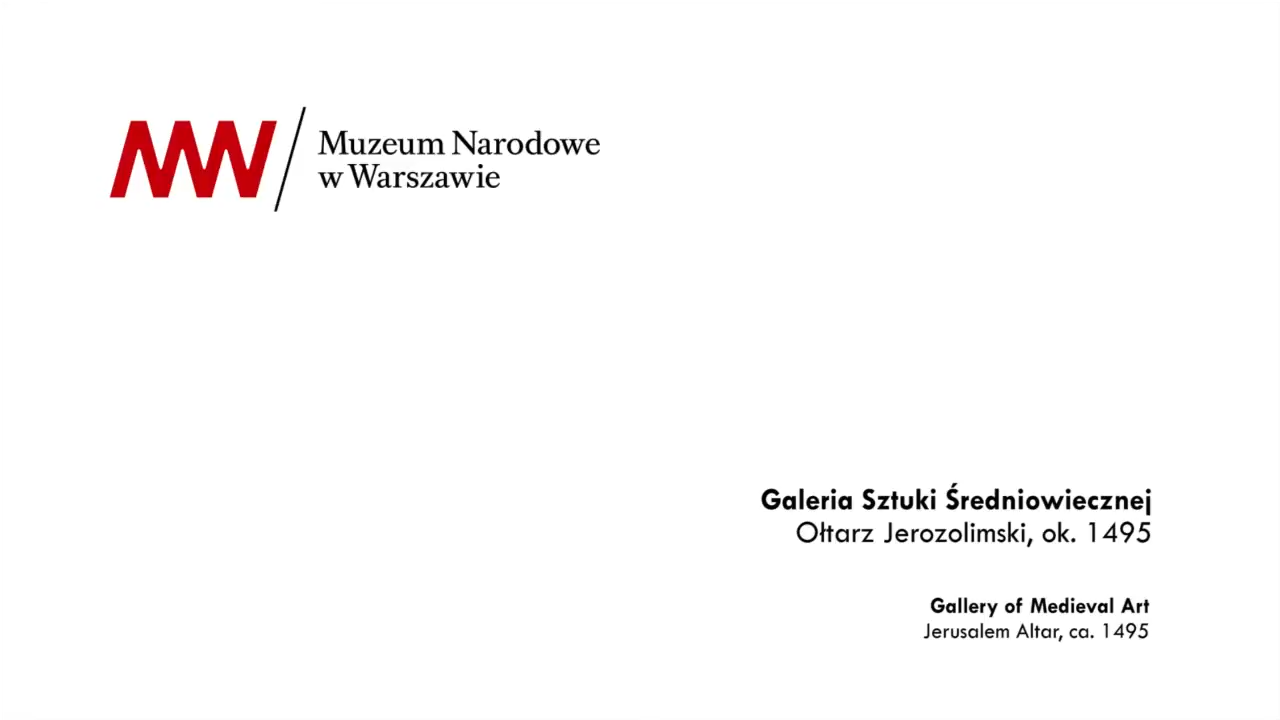 MNW
Muzeum Narodowe
w Warszawie
Galeria Sztuki Średniowiecznej
Ołtarz Jerozolimski, ok. 1495
Gallery of Medieval Art
Jerusalem Altar, ca. 1495